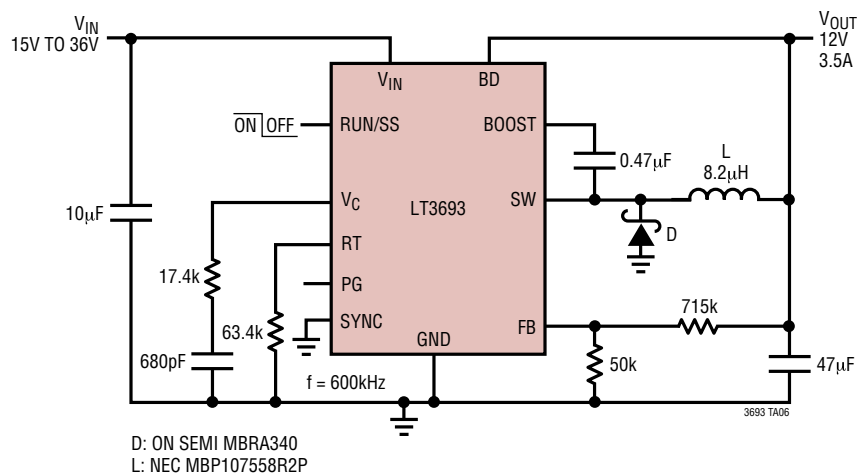 VIN
15V TO 36V
VOUT
12V
3.5A
VIN
BD
ON OFF
RUN/SS
BOOST
0.47µF
L
8.2µH
10µF
VC
LT3693
SW
RT
D
17.4k
PG
715k
63.4k
SYNC
FB
GND
680pF
50k
47µF
f = 600kHz
3693 TA06
D: ON SEMI MBRA340
L: NEC MBP107558R2P